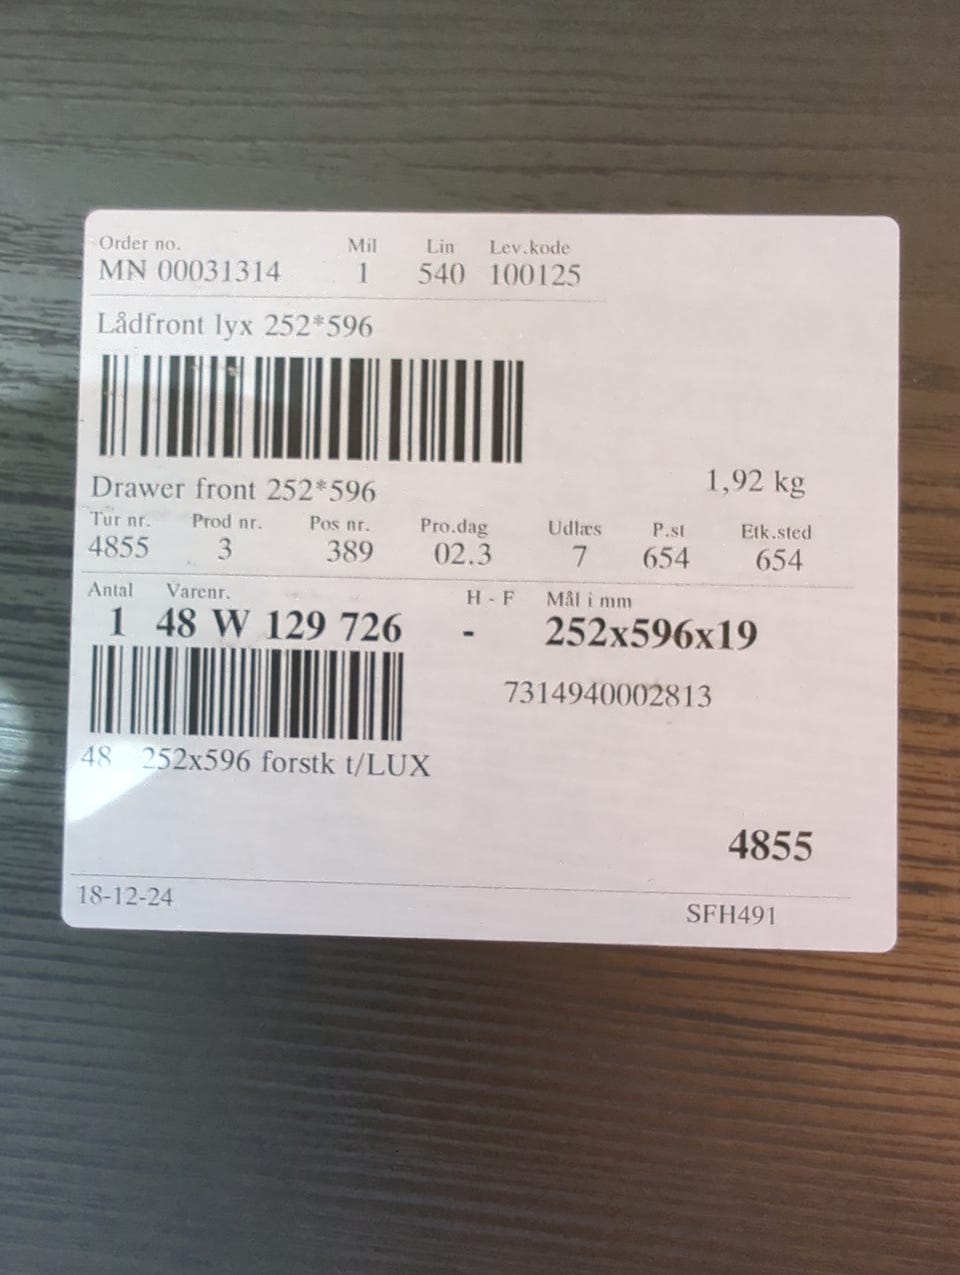 Order no. Mil Lin Lev.kode
MN 00031314 1 540 100125
Lådfront lyx 252*596
Drawer front 252*596 1,92 kg
Tur nr. Prod nr. Pos nr. Pro.dag Udlæs P.st Etk.sted
4855 3 389 02.3 7 654 654
Antal Varenr. H - F Mål i mm
1 48 W 129 726 - 252x596x19
7314940002813
48 252x596 forstk t/LUX
4855
18-12-24 SFH491